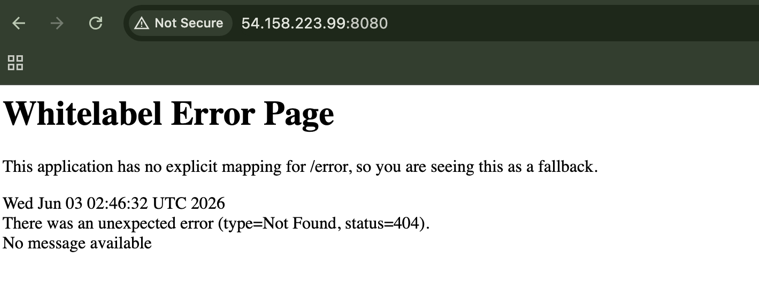 Not Secure 54.158.223.99:8080
Whitelabel Error Page
This application has no explicit mapping for /error, so you are seeing this as a fallback.
Wed Jun 03 02:46:32 UTC 2026
There was an unexpected error (type=Not Found, status=404).
No message available